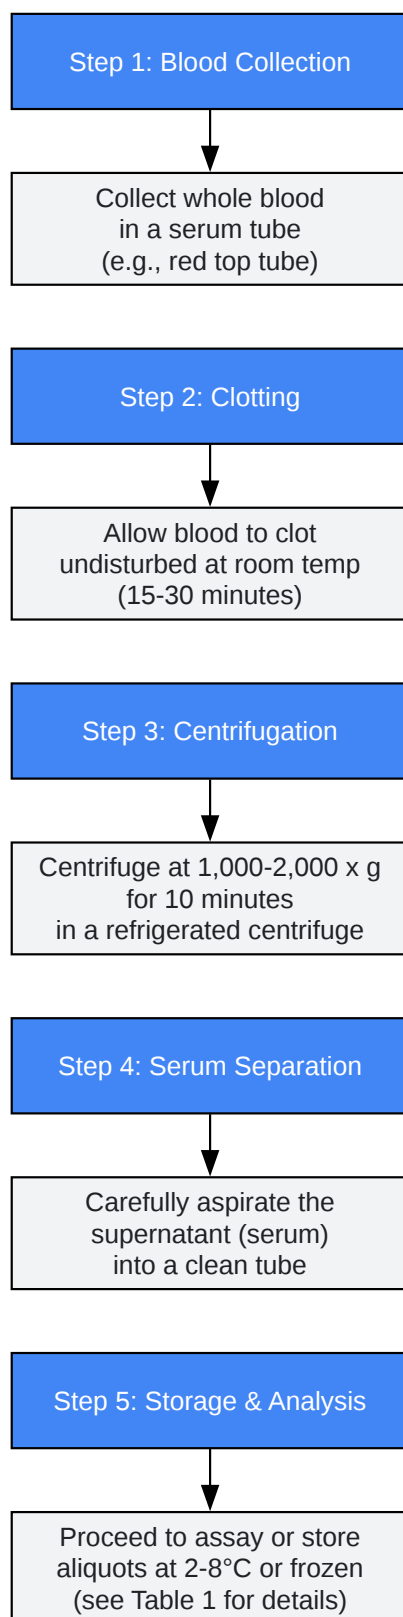 Step 1: Blood Collection
Collect whole blood
in a serum tube
(e.g., red top tube)
Step 2: Clotting
Allow blood to clot
undisturbed at room temp
(15-30 minutes)
Step 3: Centrifugation
Centrifuge at 1,000-2,000 x g
for 10 minutes
in a refrigerated centrifuge
Step 4: Serum Separation
Carefully aspirate the
supernatant (serum)
into a clean tube
Step 5: Storage & Analysis
Proceed to assay or store
aliquots at 2-8°C or frozen
(see Table 1 for details)